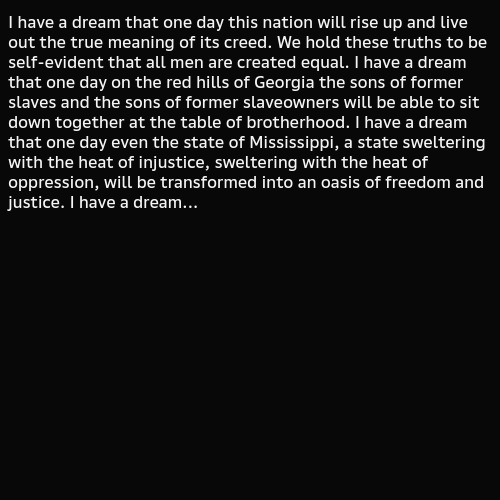 I have a dream that one day this nation will rise up and live
out the true meaning of its creed. We hold these truths to be
self-evident that all men are created equal. I have a dream
that one day on the red hills of Georgia the sons of former
slaves and the sons of former slaveowners will be able to sit
down together at the table of brotherhood. I have a dream
that one day even the state of Mississippi, a state sweltering
with the heat of injustice, sweltering with the heat of
oppression, will be transformed into an oasis of freedom and
justice. I have a dream...